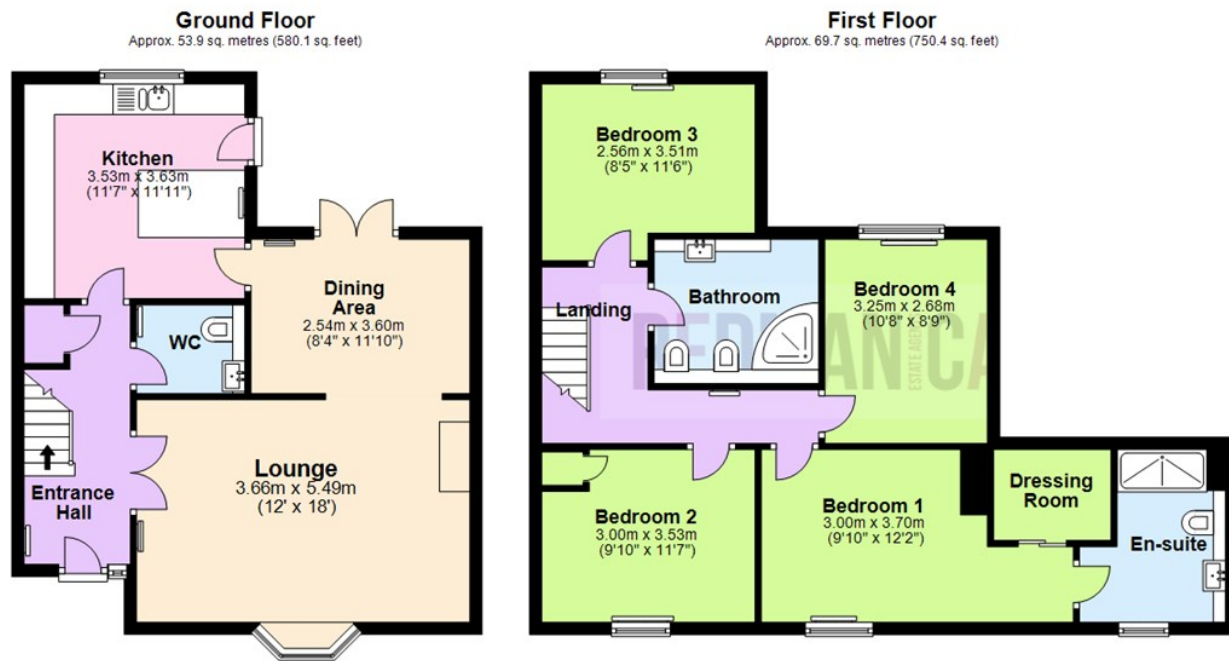 Ground Floor
Approx. 53.9 sq. metres (580.1 sq. feet)
Kitchen
3.53m x 3.63m
(11'7" x 11'11")
Dining
Area
2.54m x 3.60m
(8'4" x 11'10")
WC
Lounge
3.66m x 5.49m
(12' x 18')
Entrance
Hall
First Floor
Approx. 69.7 sq. metres (750.4 sq. feet)
Bedroom 3
2.56m x 3.51m
(8'5" x 11'6")
Landing
Bathroom
Bedroom 4
3.25m x 2.68m
(10'8" x 8'9")
ESTATE AGE
Bedroom 2
3.00m x 3.53m
(9'10" x 11'7")
Bedroom 1
3.00m x 3.70m
(9'10" x 12'2")
Dressing
Room
En-suite